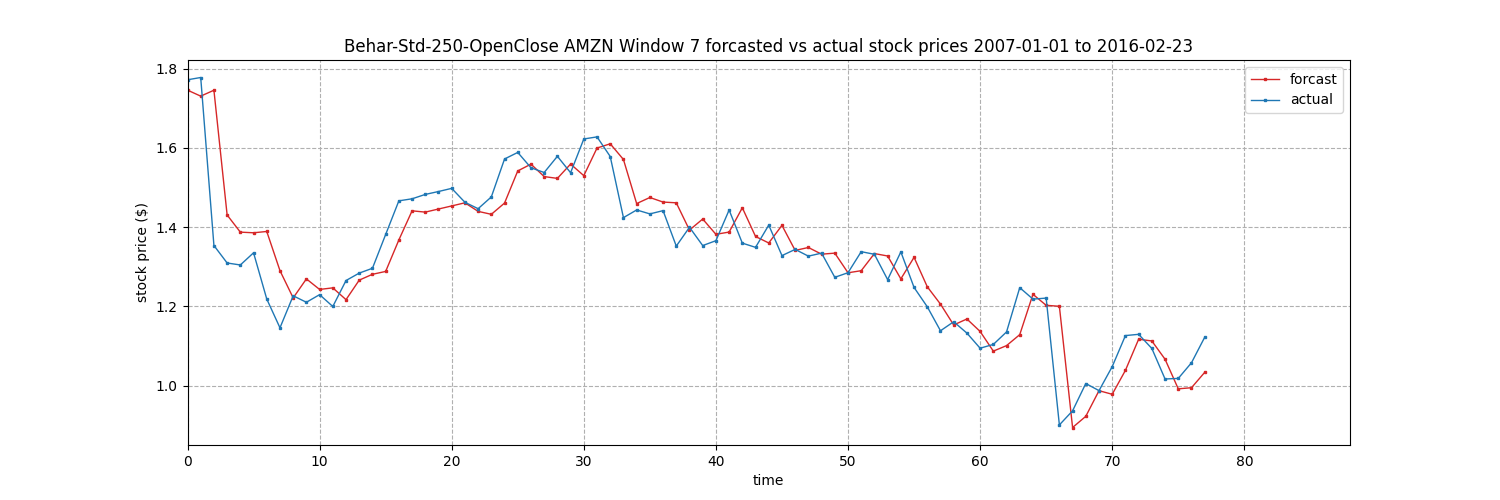 Behar-Std-250-OpenClose AMZN Window 7 forcasted vs actual stock prices 2007-01-01 to 2016-02-23
forcast
actual
stock price ($)
1.8
1.6
1.4
1.2
1.0
0 10 20 30 40 50 60 70 80
time